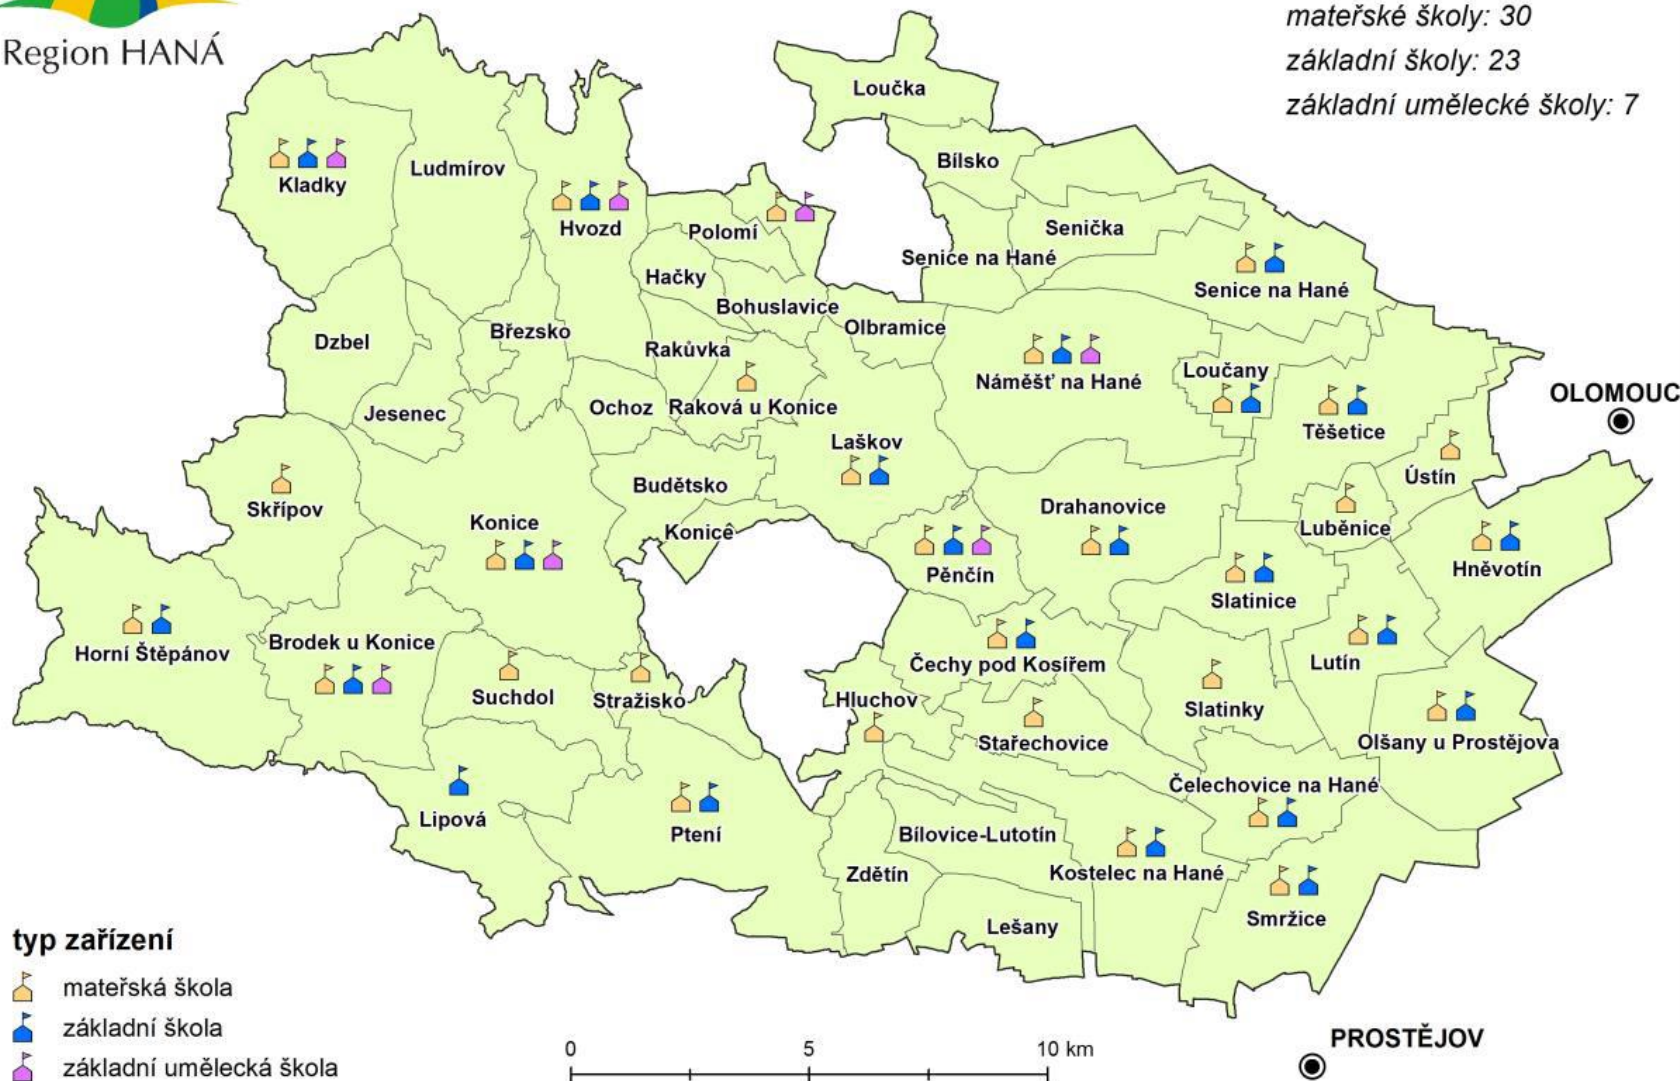 Region HANÁ
mateřské školy: 30
základní školy: 23
základní umělecké školy: 7
Loučka
Bílsko
Ludmírov
Kladky
Hvozd
Polomí
Senička
Senice na Hané
Hačky
Senice na Hané
Bohuslavice
Olbramice
Březsko
Dzbel
Rakůvka
Loučany
Náměšť na Hané
OLOMOUC
Jesenec
Ochoz
Raková u Konice
Těšetice
Laškov
Ústín
Budětsko
Skřípov
Drahanovice
Konice
Konice
Luběnice
Pěnčín
Hněvotín
Slatinice
Brodek u Konice
Horní Štěpánov
Čechy pod Kosířem
Lutín
Suchdol
Stražisko
Hluchov
Slatinky
Stařechovice
Olšany u Prostějova
Čelechovice na Hané
Lipová
Ptení
Bílovice-Lutotín
Zdětín
Kostelec na Hané
Smržice
Lešany
typ zařízení
mateřská škola
základní škola
základní umělecká škola
0 5 10 km
PROSTĚJOV